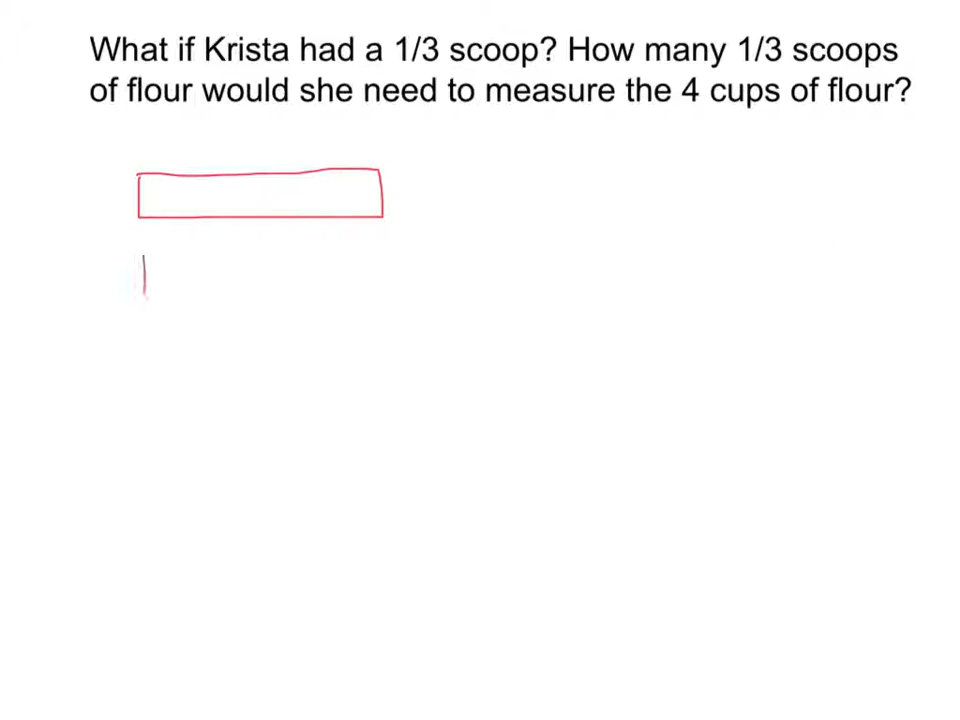 What if Krista had a 1/3 scoop? How many 1/3 scoops
of flour would she need to measure the 4 cups of flour?